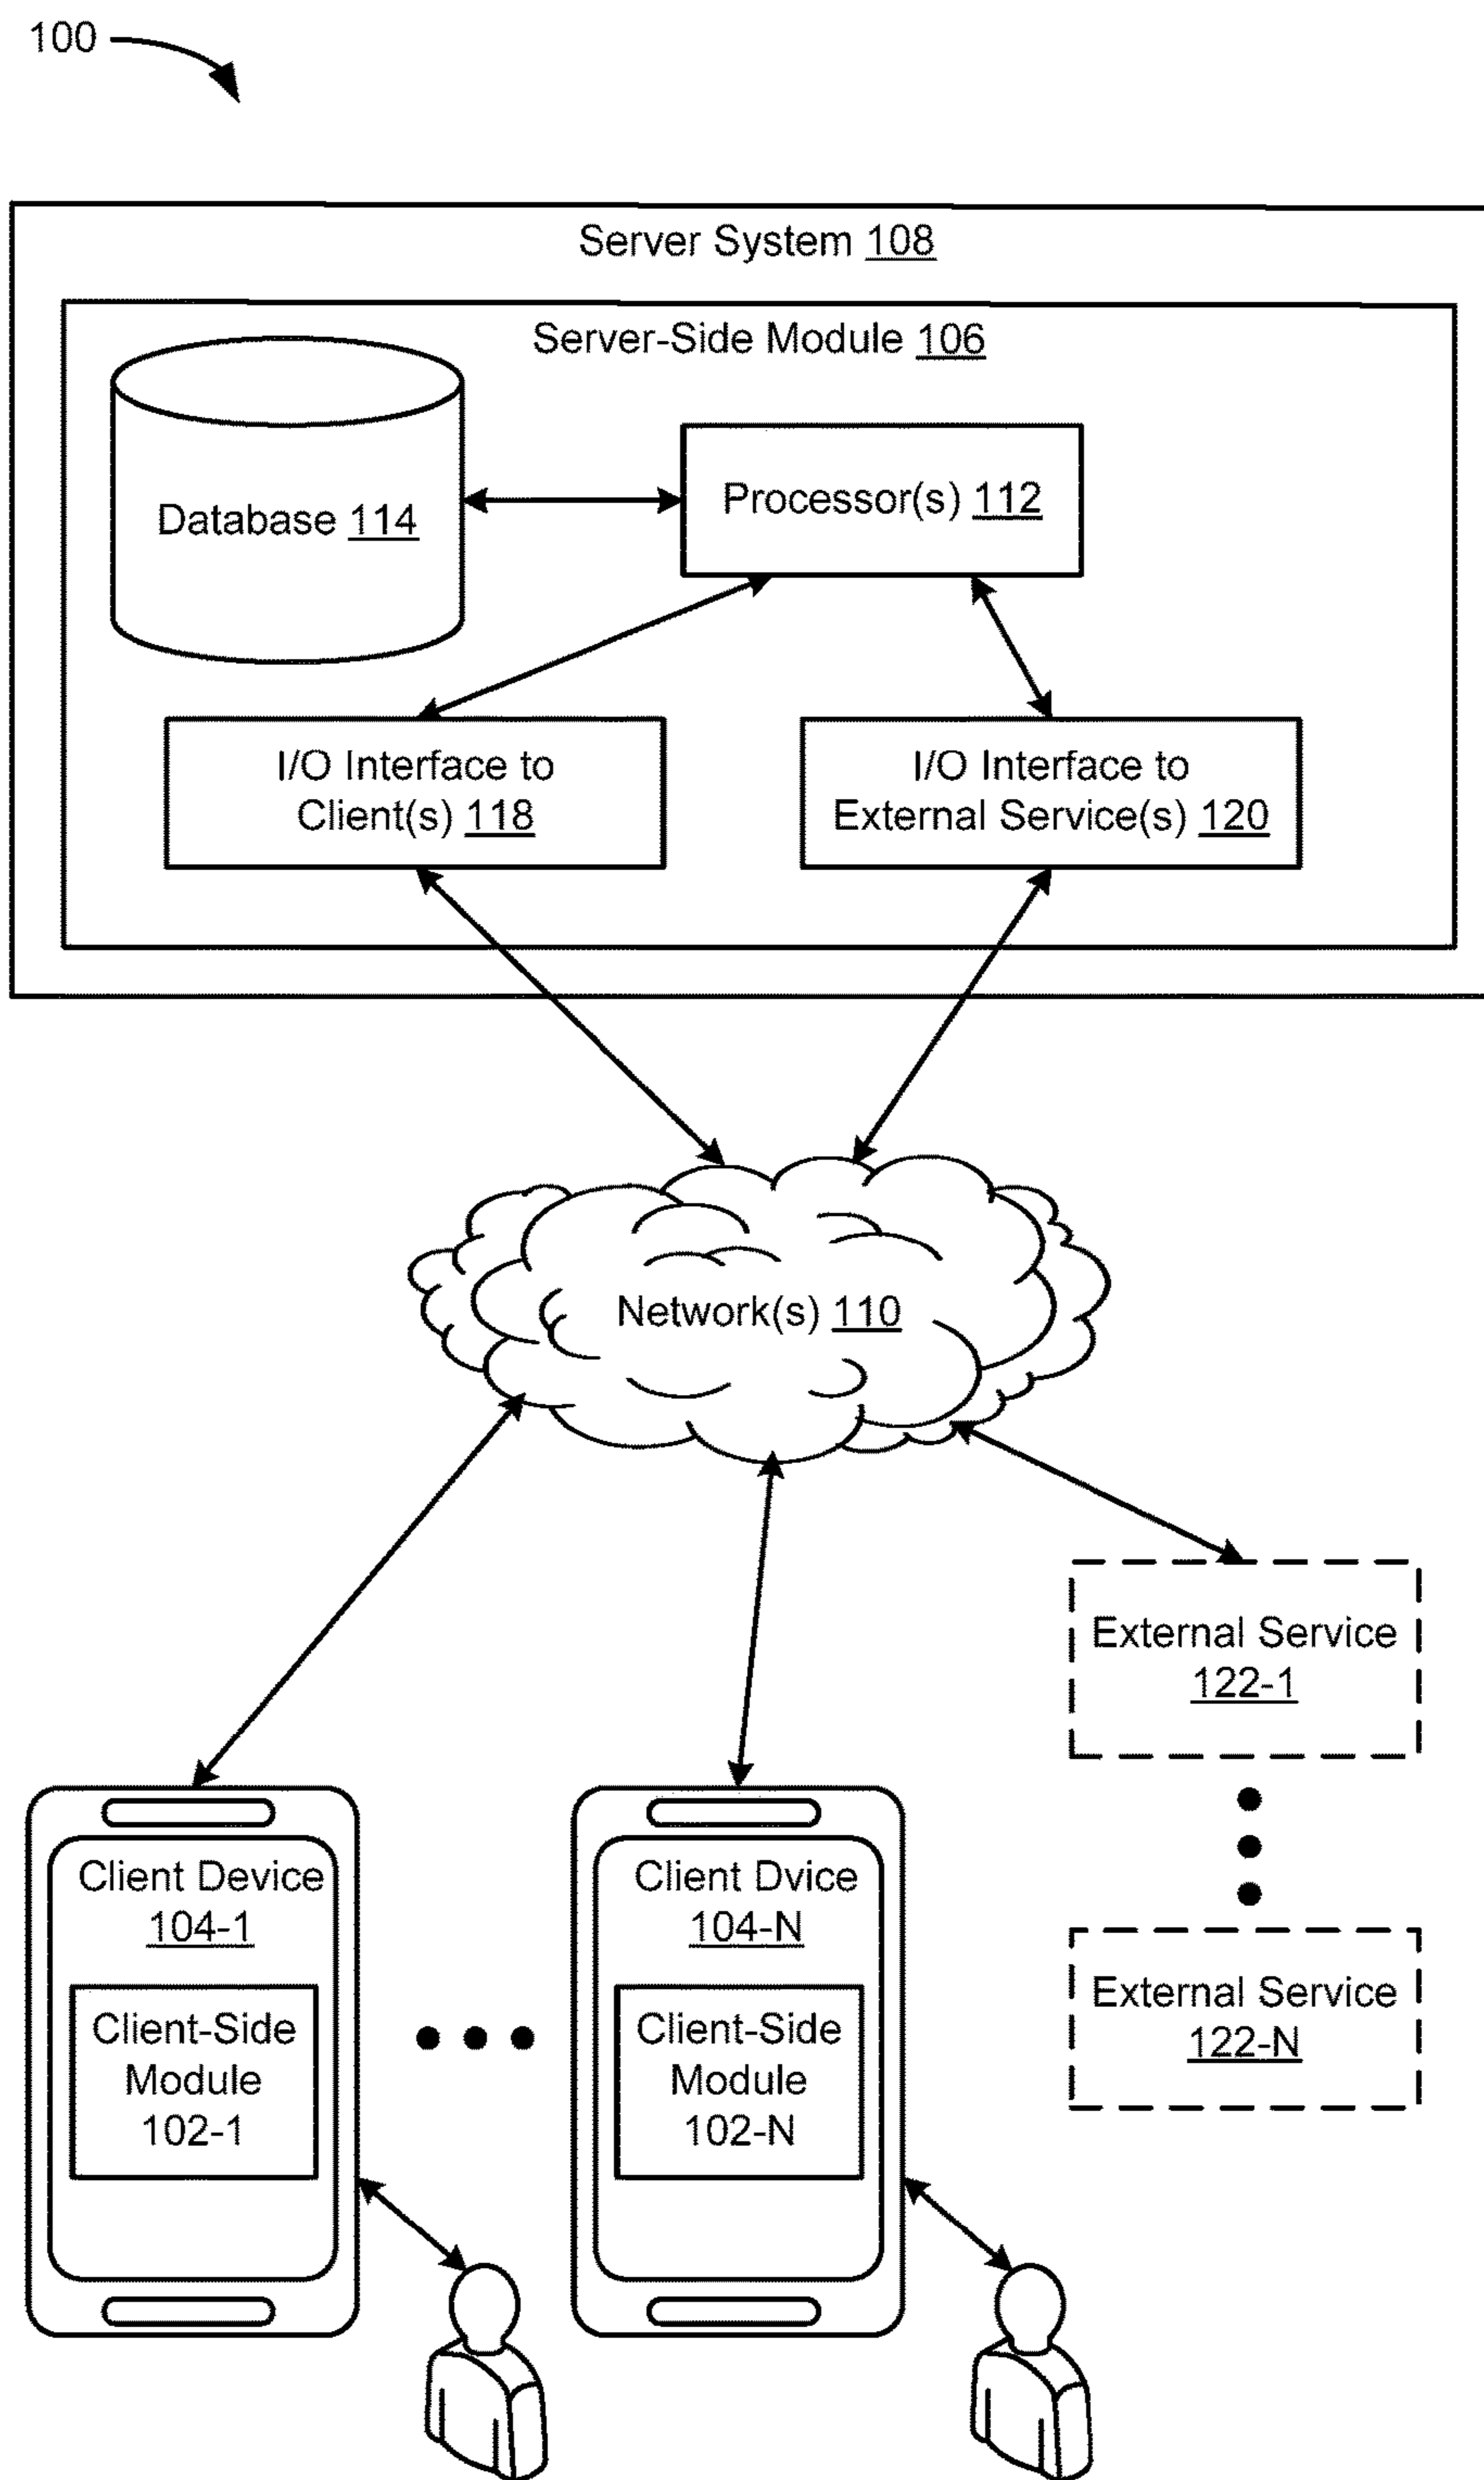 100
Server System 108
Server-Side Module 106
Database 114
Processor(s) 112
I/O Interface to
Client(s) 118
I/O Interface to
External Service(s) 120
Network(s) 110
External Service
122-1
Client Device
104-1
Client-Side
Module
102-1
Client Dvice
104-N
Client-Side
Module
102-N
External Service
122-N